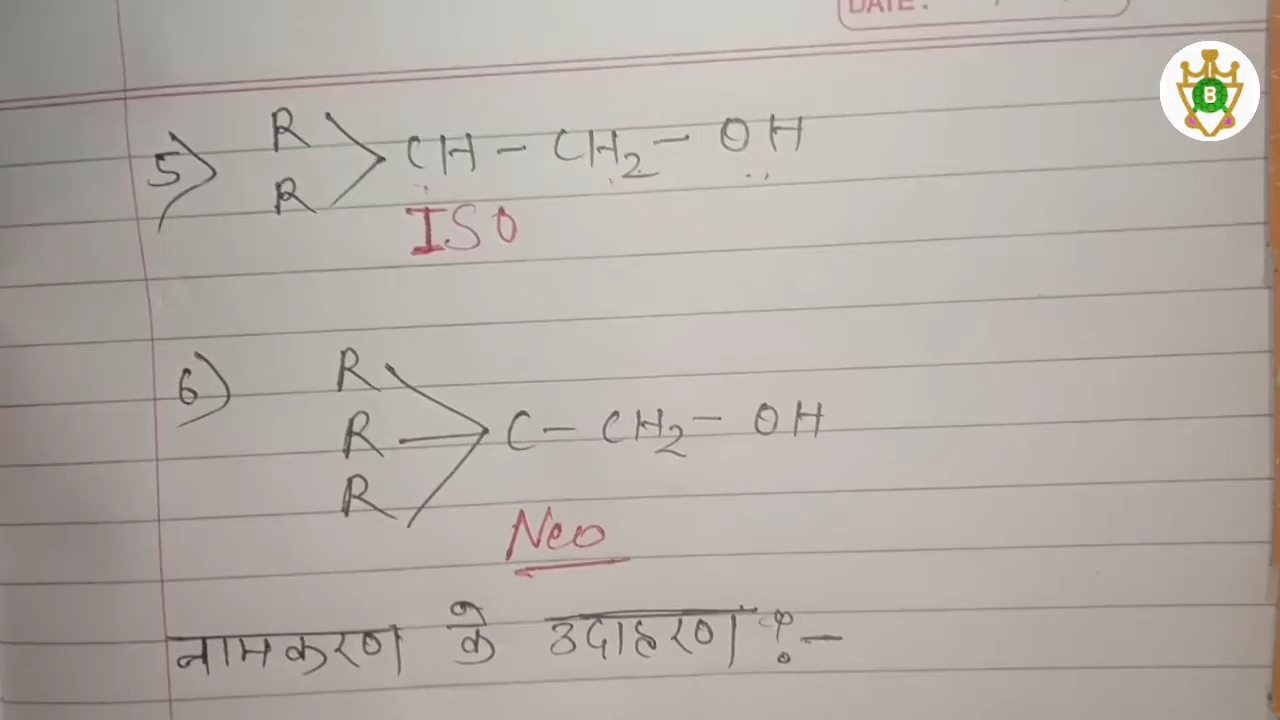 DATE:
B
5) R
R > CH - CH2 - OH
ISO
6) R
R
R > C - CH2 - OH
Neo
नामकरण के उदाहरण :-